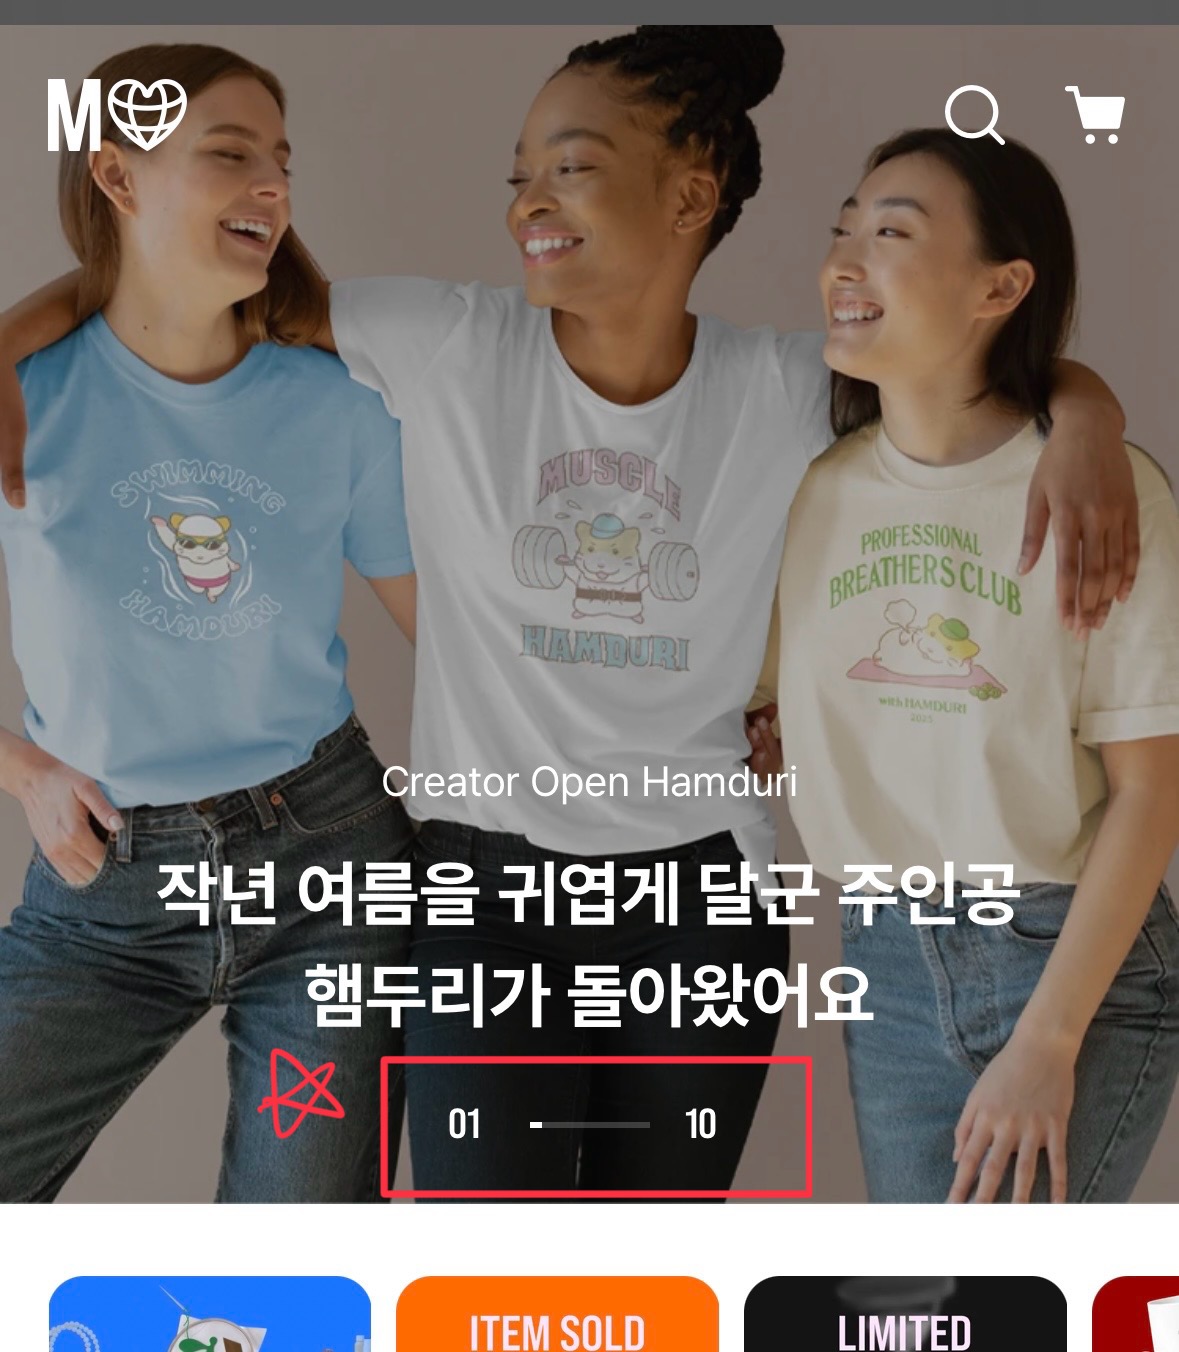 M
SWIMMING
HAMDURI
MUSCLE
HAMDURI
PROFESSIONAL
BREATHERS CLUB
with HAMDURI
2025
Creator Open Hamduri
작년 여름을 귀엽게 달군 주인공
햄두리가 돌아왔어요
01 10
ITEM SOLD
LIMITED